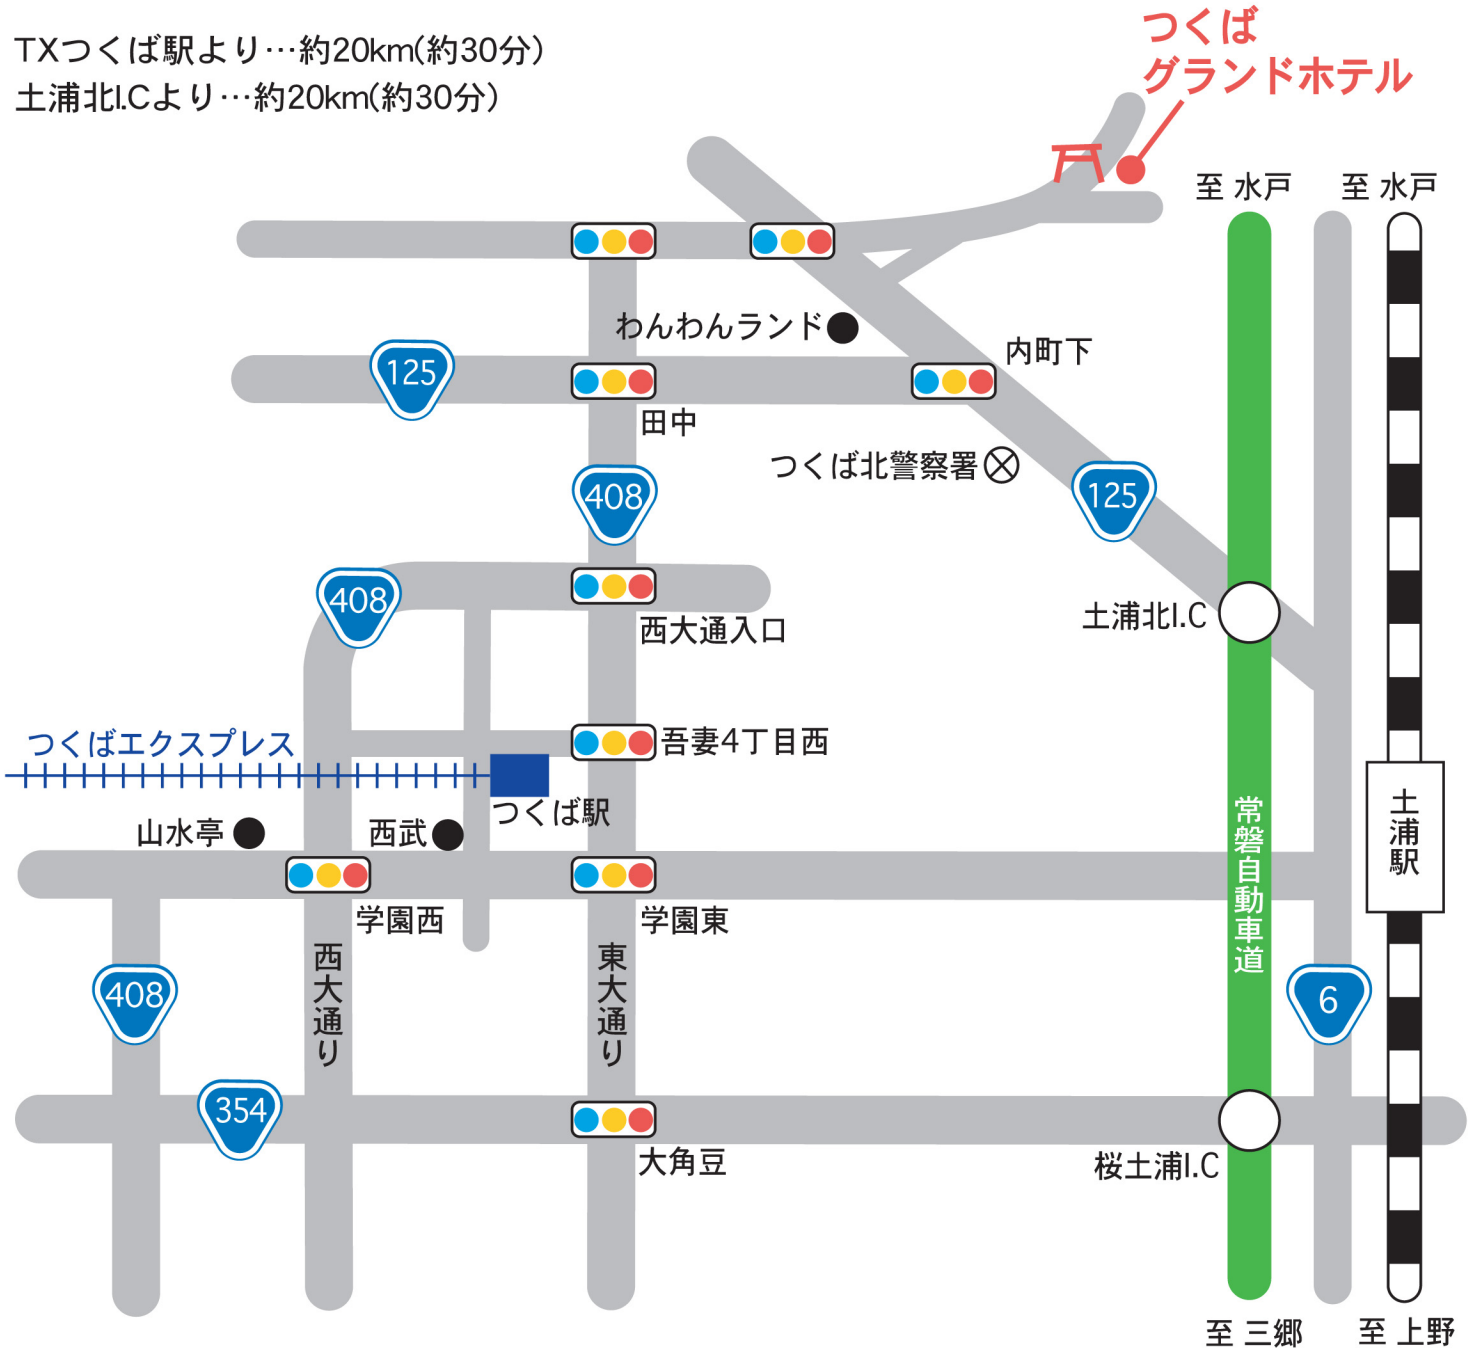 TXつくば駅より…約20km(約30分)
土浦北I.Cより…約20km(約30分)
つくば
グランドホテル
至 水戸
至 水戸
わんわんランド
内町下
125
田中
つくば北警察署
408
125
408
西大通入口
土浦北I.C
つくばエクスプレス
吾妻4丁目西
つくば駅
山水亭
西武
土浦駅
常磐自動車道
学園西
学園東
西大通り
東大通り
408
6
354
大角豆
桜土浦I.C
至 三郷
至 上野